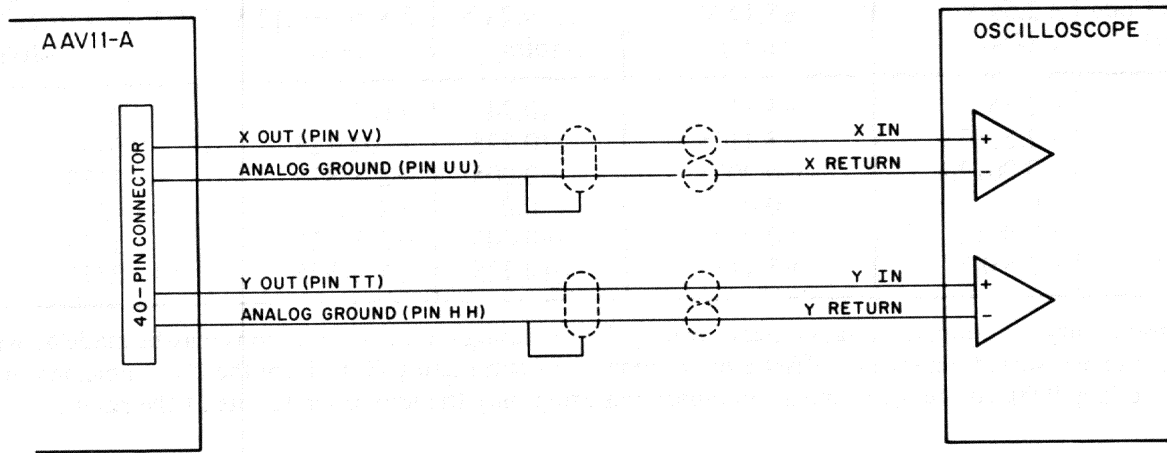 AAV11-A
OSCILLOSCOPE
40-PIN CONNECTOR
X OUT (PIN VV)
X IN
+
ANALOG GROUND (PIN UU)
X RETURN
-
Y OUT (PIN TT)
Y IN
+
ANALOG GROUND (PIN HH)
Y RETURN
-